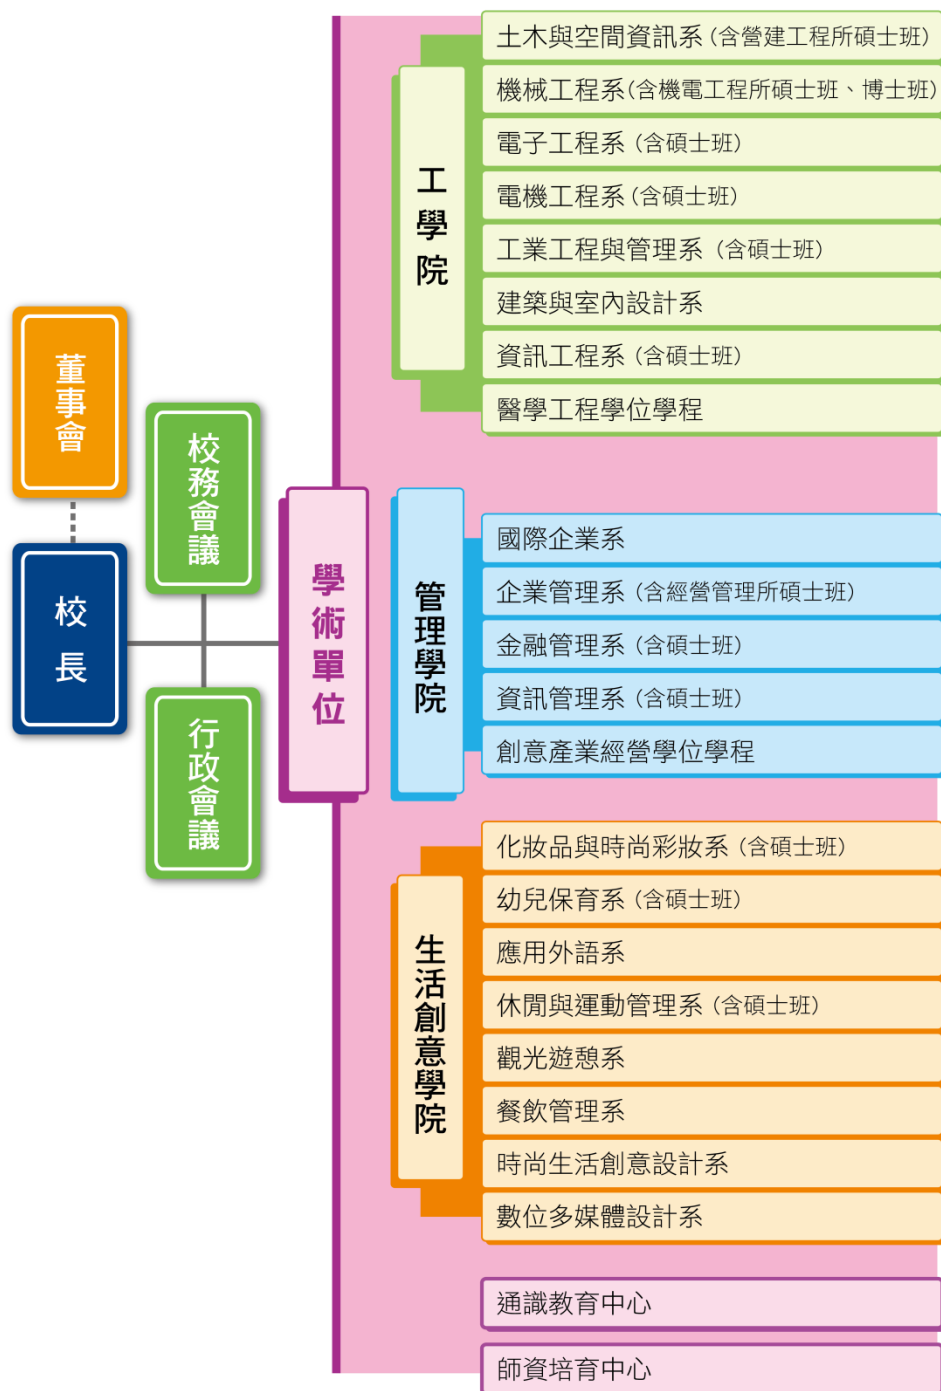 董事會
校長
校務會議
行政會議
學術單位
工學院
土木與空間資訊系 (含營建工程所碩士班)
機械工程系(含機電工程所碩士班、博士班)
電子工程系 (含碩士班)
電機工程系 (含碩士班)
工業工程與管理系 (含碩士班)
建築與室內設計系
資訊工程系 (含碩士班)
醫學工程學位學程
管理學院
國際企業系
企業管理系 (含經營管理所碩士班)
金融管理系 (含碩士班)
資訊管理系 (含碩士班)
創意產業經營學位學程
生活創意學院
化妝品與時尚彩妝系 (含碩士班)
幼兒保育系 (含碩士班)
應用外語系
休閒與運動管理系 (含碩士班)
觀光遊憩系
餐飲管理系
時尚生活創意設計系
數位多媒體設計系
通識教育中心
師資培育中心